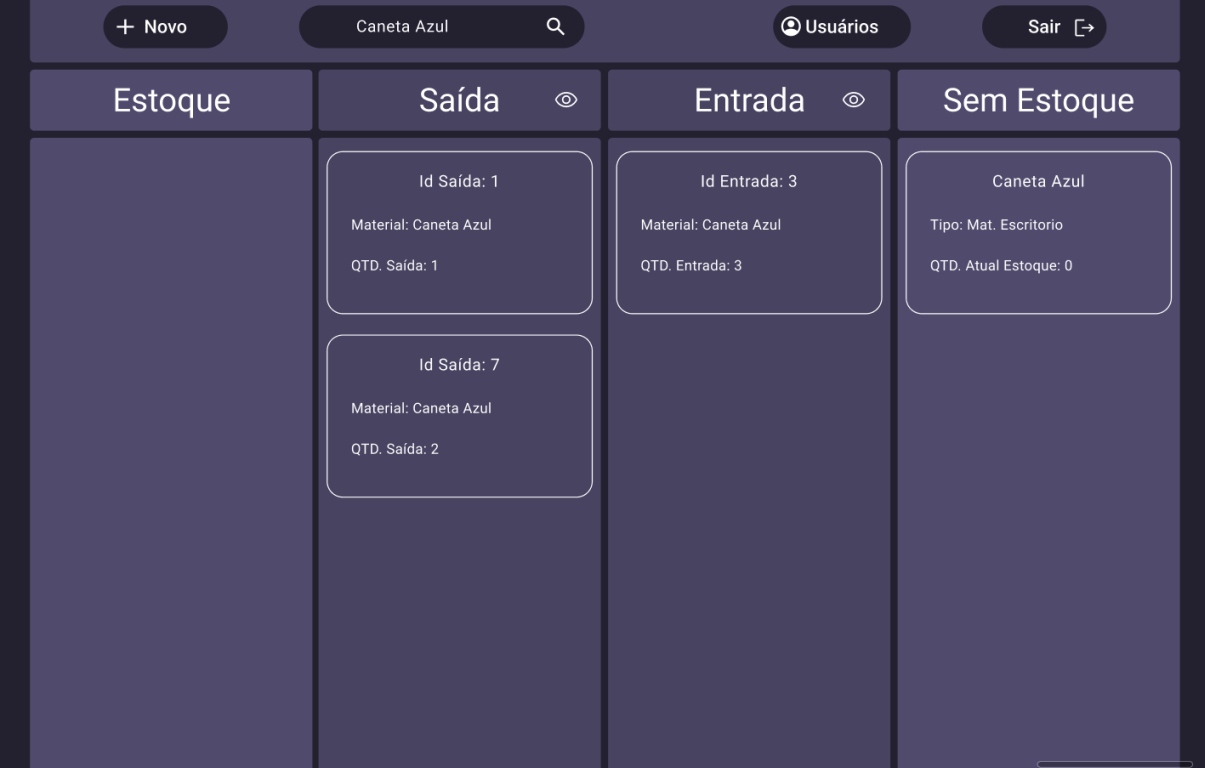 Novo
Caneta Azul
Usuários
Sair
Estoque
Saída
Entrada
Sem Estoque
Id Saída: 1
Material: Caneta Azul
QTD. Saída: 1
Id Saída: 7
Material: Caneta Azul
QTD. Saída: 2
Id Entrada: 3
Material: Caneta Azul
QTD. Entrada: 3
Caneta Azul
Tipo: Mat. Escritorio
QTD. Atual Estoque: 0